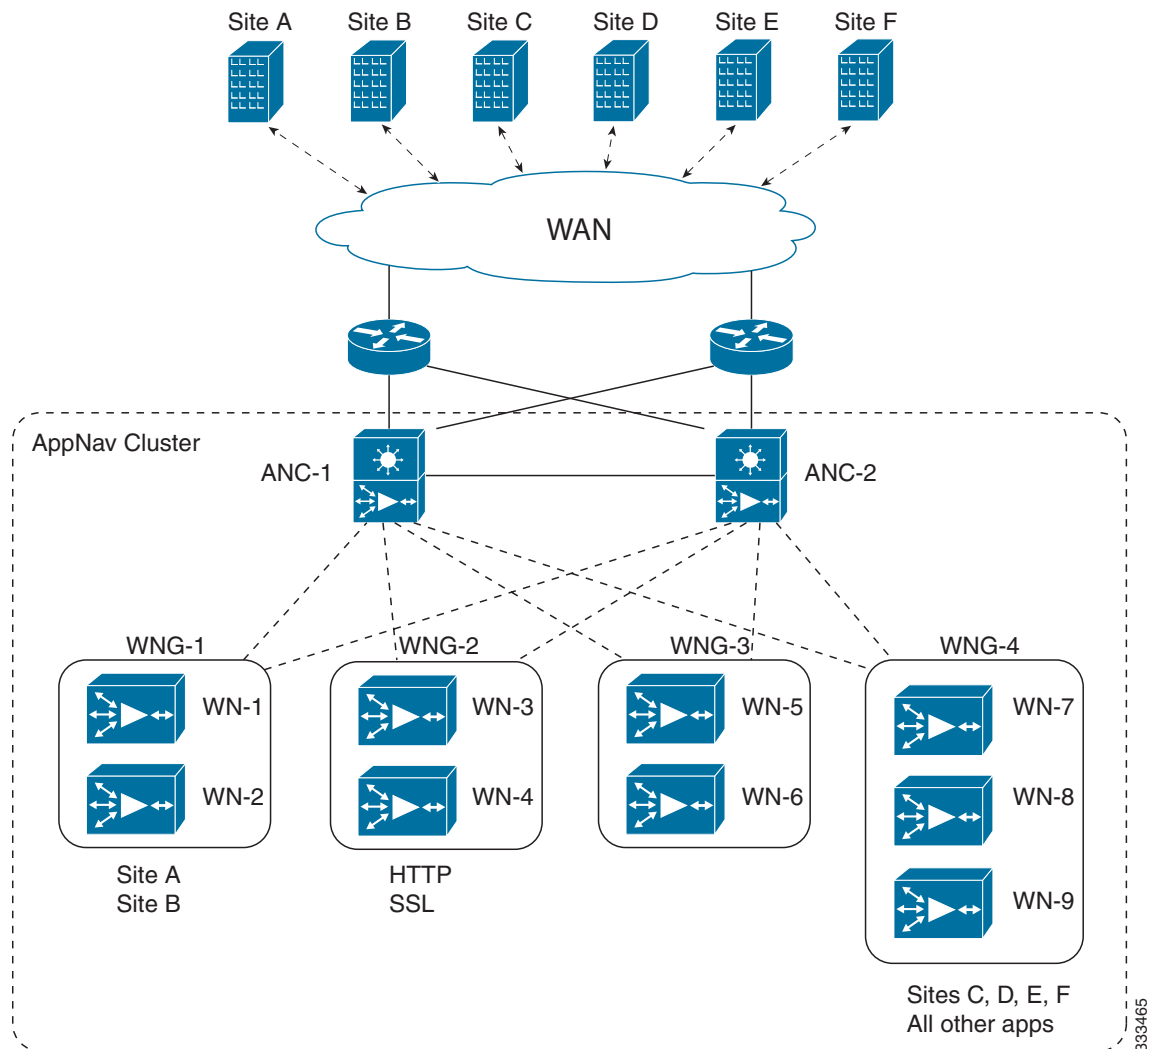 Site A
Site B
Site C
Site D
Site E
Site F
WAN
AppNav Cluster
ANC-1
ANC-2
WNG-1
WNG-2
WNG-3
WNG-4
WN-1
WN-3
WN-5
WN-7
WN-2
WN-4
WN-6
WN-8
WN-9
Site A
Site B
HTTP
SSL
Sites C, D, E, F
All other apps
333465